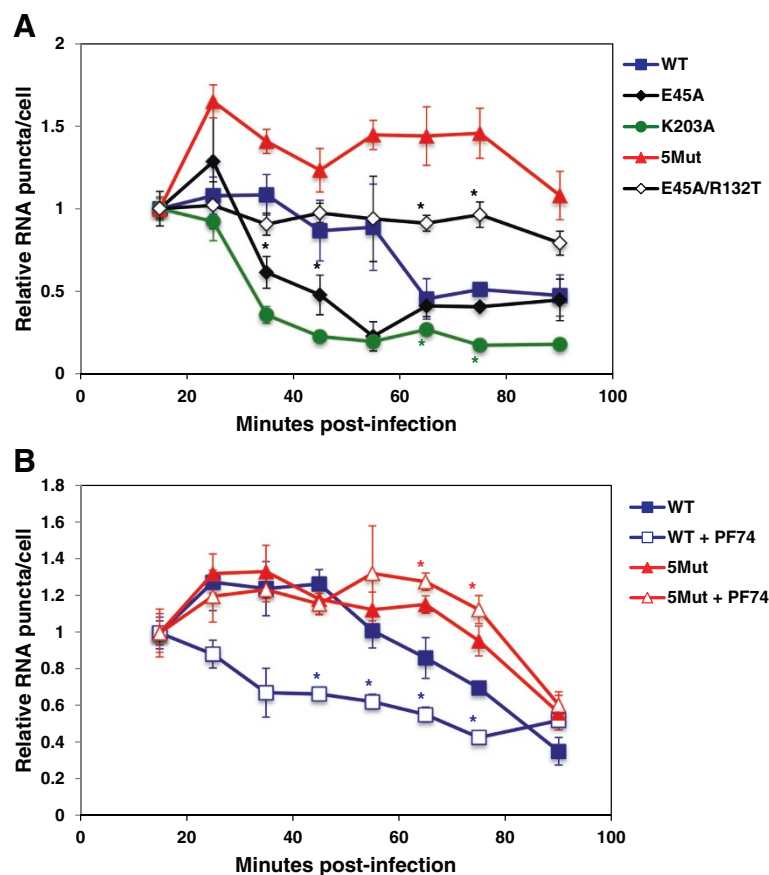 A
Relative RNA puncta/cell
2
1.5
1
0.5
0
0 20 40 60 80 100
Minutes post-infection
WT
E45A
K203A
5Mut
E45A/R132T
* * * * * *
B
Relative RNA puncta/cell
1.8
1.6
1.4
1.2
1
0.8
0.6
0.4
0.2
0
0 20 40 60 80 100
Minutes post-infection
WT
WT + PF74
5Mut
5Mut + PF74
* * * * * *